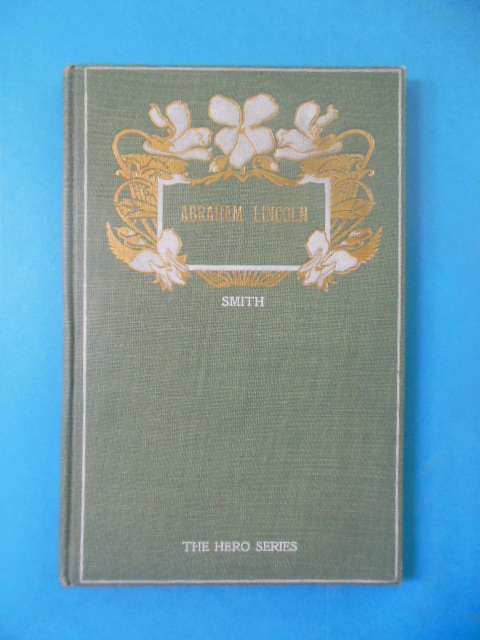 ABRAHAM LINCOLN
SMITH
THE HERO SERIES